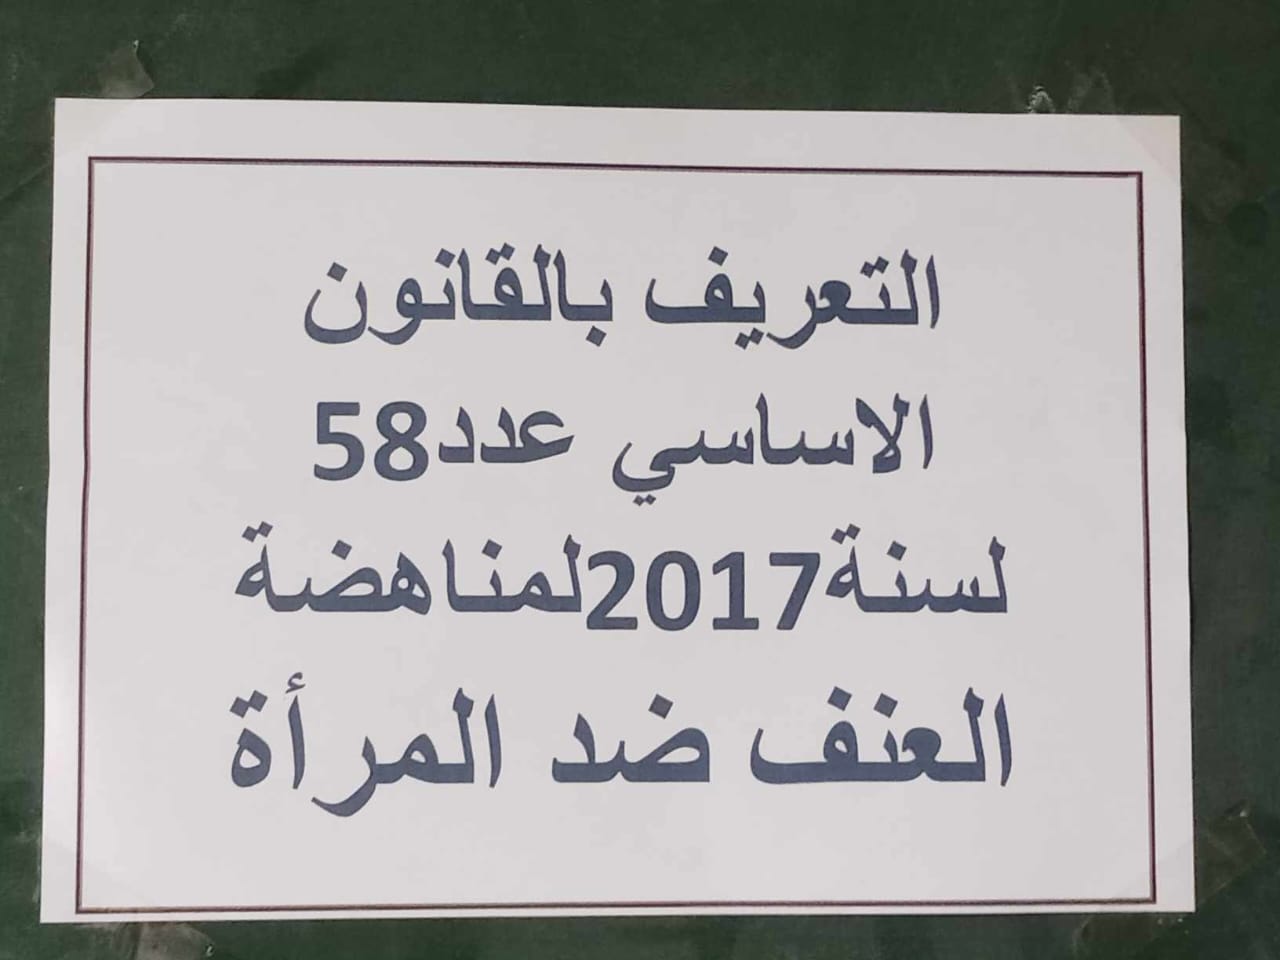 التعريف بالقانون
الاساسي عدد58
لسنة2017لمناهضة
العنف ضد المرأة